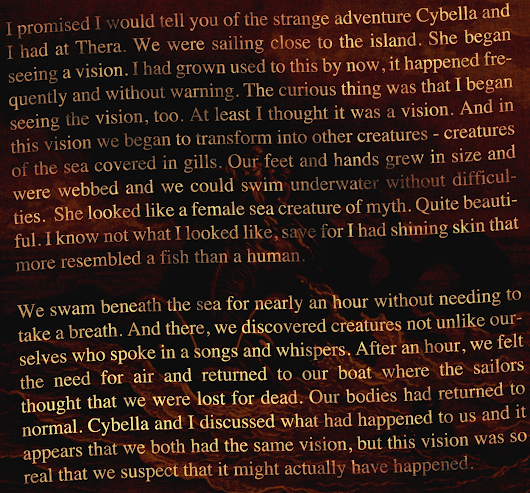 I promised I would tell you of the strange adventure Cybella and
I had at Thera. We were sailing close to the island. She began
seeing a vision. I had grown used to this by now, it happened fre-
quently and without warning. The curious thing was that I began
seeing the vision, too. At least I thought it was a vision. And in
this vision we began to transform into other creatures - creatures
of the sea covered in gills. Our feet and hands grew in size and
were webbed and we could swim underwater without difficul-
ties. She looked like a female sea creature of myth. Quite beauti-
ful. I know not what I looked like, save for I had shining skin that
more resembled a fish than a human.
We swam beneath the sea for nearly an hour without needing to
take a breath. And there, we discovered creatures not unlike our-
selves who spoke in a songs and whispers. After an hour, we felt
the need for air and returned to our boat where the sailors
thought that we were lost for dead. Our bodies had returned to
normal. Cybella and I discussed what had happened to us and it
appears that we both had the same vision, but this vision was so
real that we suspect that it might actually have happened.